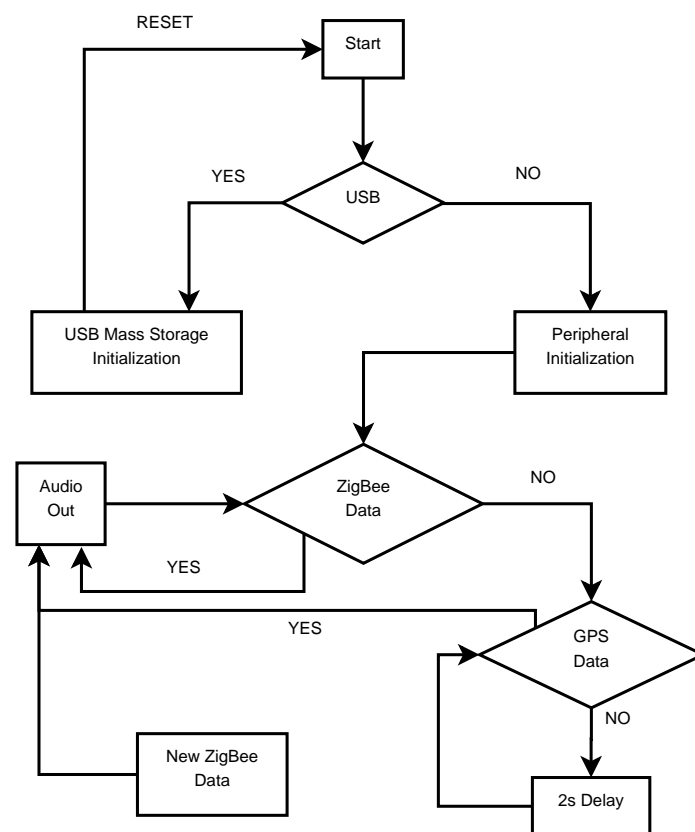 RESET
Start
YES
NO
USB
USB Mass Storage
Initialization
Peripheral
Initialization
Audio
Out
ZigBee
Data
NO
YES
YES
GPS
Data
NO
New ZigBee
Data
2s Delay